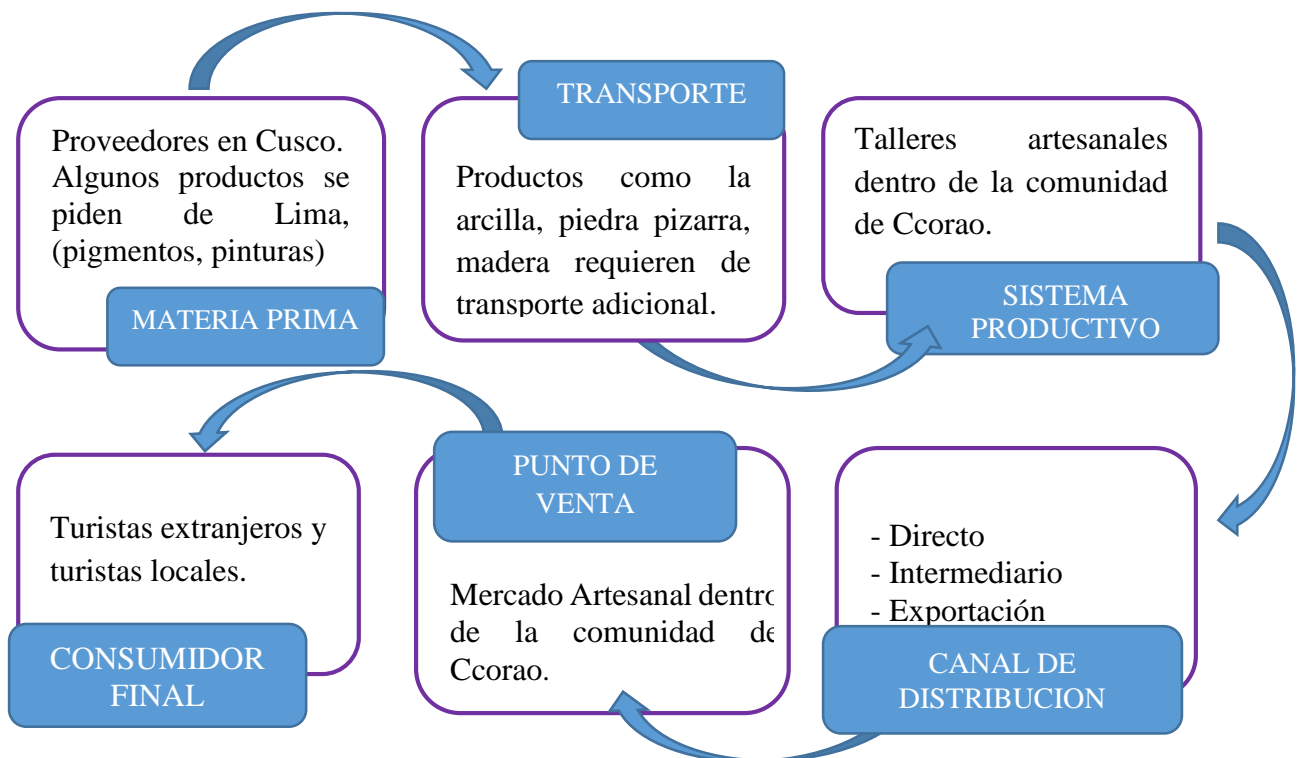 Proveedores en Cusco.
Algunos productos se
piden de Lima,
(pigmentos, pinturas)
MATERIA PRIMA
TRANSPORTE
Productos como la
arcilla, piedra pizarra,
madera requieren de
transporte adicional.
Talleres artesanales
dentro de la comunidad
de Ccorao.
SISTEMA
PRODUCTIVO
- Directo
- Intermediario
- Exportación
CANAL DE
DISTRIBUCION
PUNTO DE
VENTA
Mercado Artesanal dentro
de la comunidad de
Ccorao.
Turistas extranjeros y
turistas locales.
CONSUMIDOR
FINAL